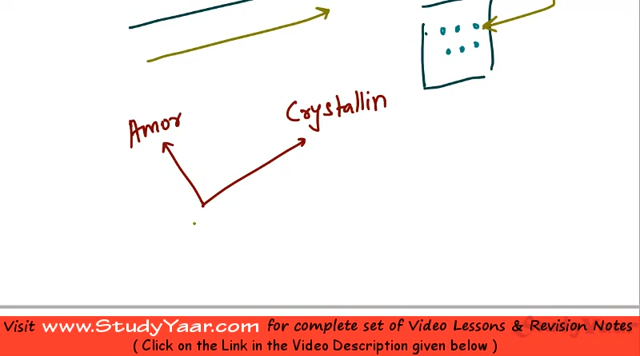 Crystallin
Amor
Visit www.StudyYaar.com for complete set of Video Lessons & Revision Notes
( Click on the Link in the Video Description given below )